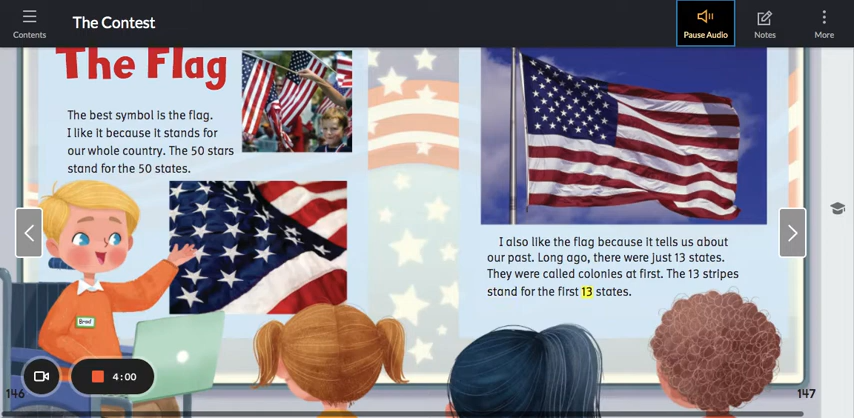 Contents
The Contest
Pause Audio
Notes
More
The Flag
The best symbol is the flag.
I like it because it stands for
our whole country. The 50 stars
stand for the 50 states.
Brad
4:00
146
I also like the flag because it tells us about
our past. Long ago, there were just 13 states.
They were called colonies at first. The 13 stripes
stand for the first 13 states.
147